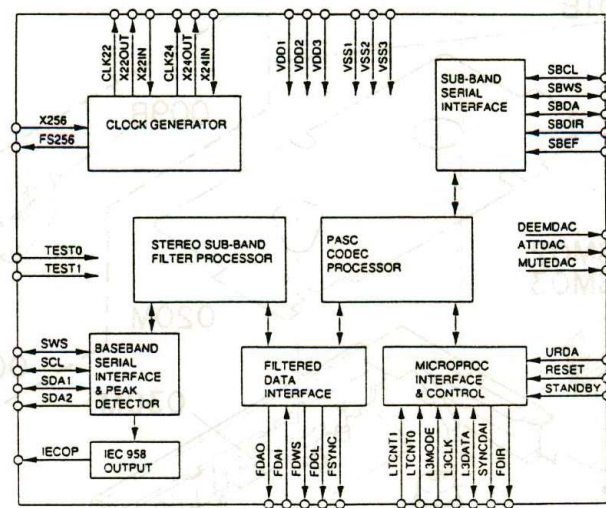 CLK22
X22OUT
X22IN
CLK24
X24OUT
X24IN
VDD1
VDD2
VDD3
VSS1
VSS2
VSS3
X256
FS256
CLOCK GENERATOR
SUB-BAND
SERIAL
INTERFACE
SBCL
SBWS
SBDA
SBDIR
SBEF
TEST0
TEST1
STEREO SUB-BAND
FILTER PROCESSOR
PASC
CODEC
PROCESSOR
DEEMDAC
ATTDAC
MUTEDAC
SWS
SCL
SDA1
SDA2
BASEBAND
SERIAL
INTERFACE
& PEAK
DETECTOR
FILTERED
DATA
INTERFACE
MICROPROC
INTERFACE
& CONTROL
URDA
RESET
STANDBY
IECOP
IEC 958
OUTPUT
FDAO
FDAI
FDWS
FDCL
FSYNC
LTCNT1
LTCNT0
L3MODE
L3CLK
L3DATA
SYNCDAI
FDIR